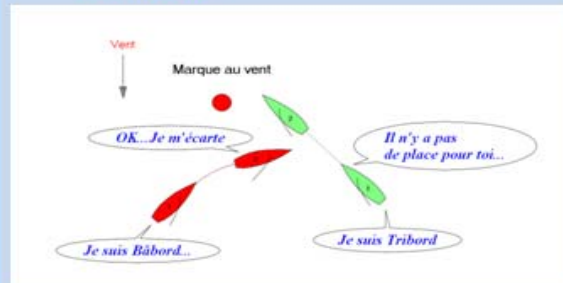 Vent
Marque au vent
OK...Je m'écarte
Il n'y a pas
de place pour toi...
Je suis Bâbord...
Je suis Tribord